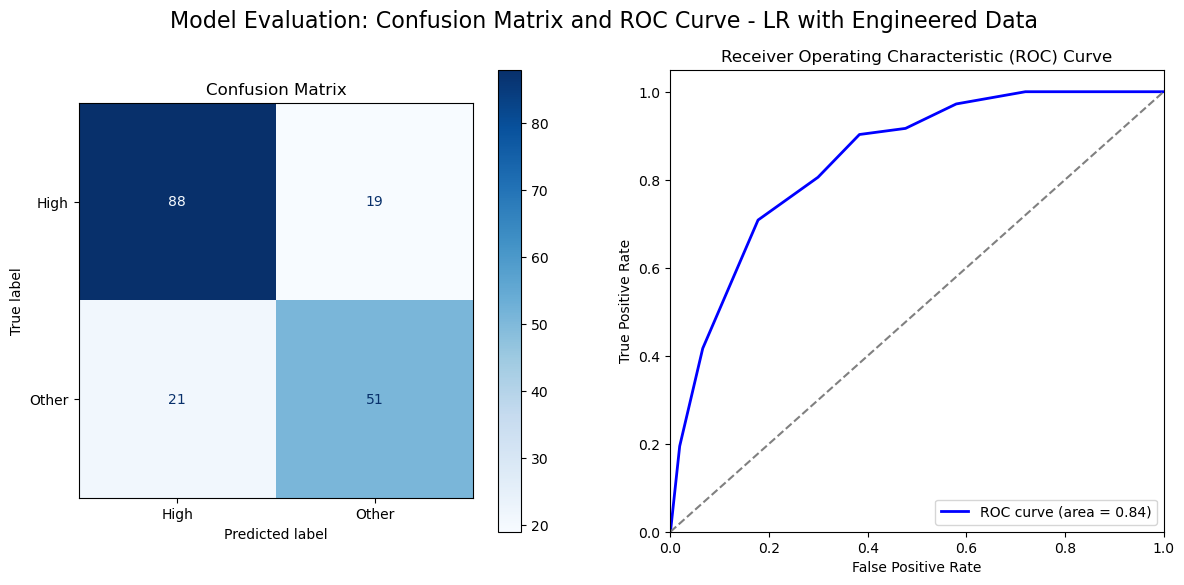 Model Evaluation: Confusion Matrix and ROC Curve - LR with Engineered Data
Confusion Matrix
High
Other
True label
88
19
21
51
High
Other
Predicted label
80
70
60
50
40
30
20
Receiver Operating Characteristic (ROC) Curve
True Positive Rate
1.0
0.8
0.6
0.4
0.2
0.0
ROC curve (area = 0.84)
0.0
0.2
0.4
0.6
0.8
1.0
False Positive Rate